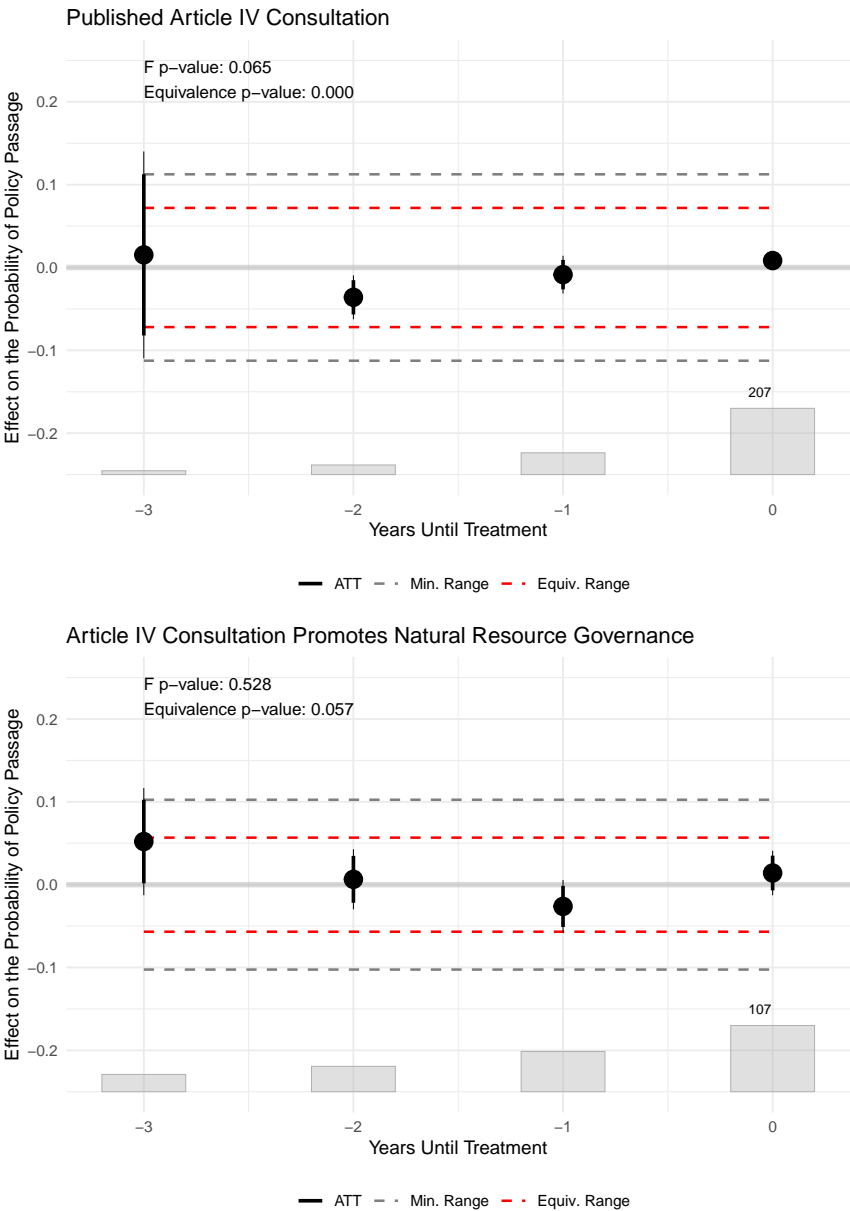 Published Article IV Consultation
F p−value: 0.065
Equivalence p−value: 0.000
Effect on the Probability of Policy Passage
0.2
0.1
0.0
−0.1
−0.2
207
−3 −2 −1 0
Years Until Treatment
ATT Min. Range Equiv. Range
Article IV Consultation Promotes Natural Resource Governance
F p−value: 0.528
Equivalence p−value: 0.057
Effect on the Probability of Policy Passage
0.2
0.1
0.0
−0.1
−0.2
107
−3 −2 −1 0
Years Until Treatment
ATT Min. Range Equiv. Range